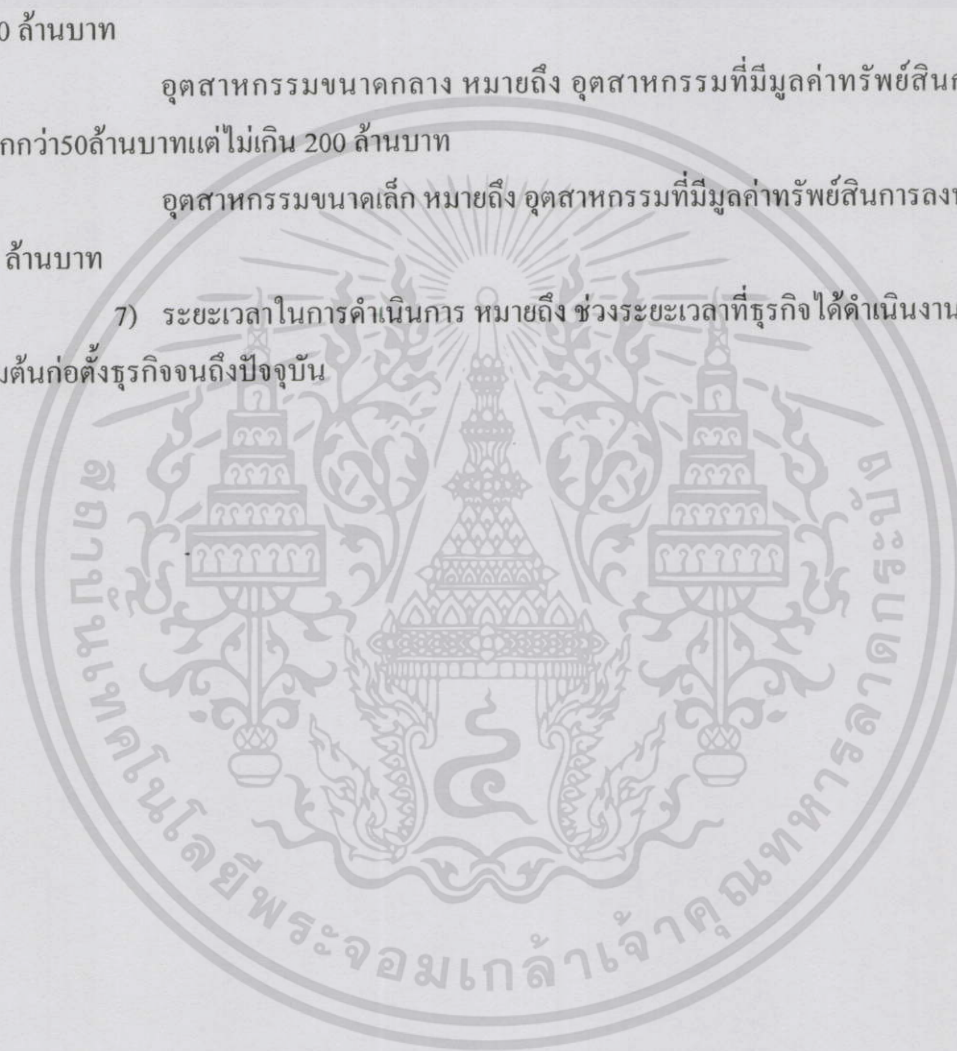 0 ล้านบาท
อุตสาหกรรมขนาดกลาง หมายถึง อุตสาหกรรมที่มีมูลค่าทรัพย์สินก
กกว่า50ล้านบาทแต่ไม่เกิน 200 ล้านบาท
อุตสาหกรรมขนาดเล็ก หมายถึง อุตสาหกรรมที่มีมูลค่าทรัพย์สินการลงท
ล้านบาท
7) ระยะเวลาในการดำเนินการ หมายถึง ช่วงระยะเวลาที่ธุรกิจได้ดำเนินงาน
มต้นก่อตั้งธุรกิจจนถึงปัจจุบัน
สถาบันเทคโนโลยีพระจอมเกล้าเจ้าคุณทหารลาดกระบัง
๔